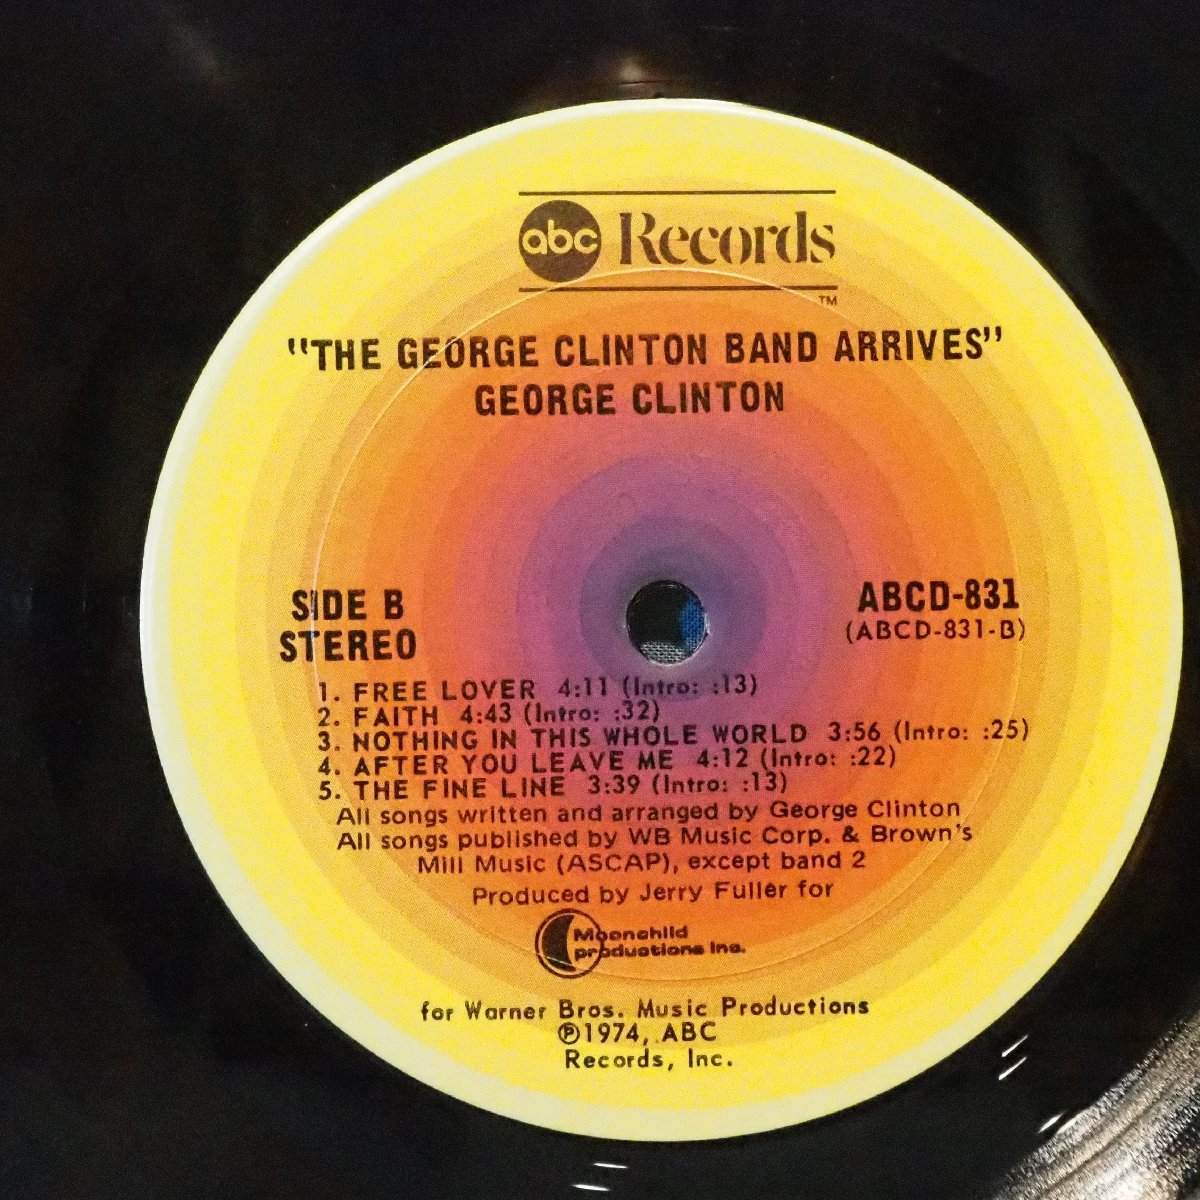 abc Records
TM
"THE GEORGE CLINTON BAND ARRIVES"
GEORGE CLINTON
SIDE B
STEREO
ABCD-831
(ABCD-831-B)
1. FREE LOVER 4:11 (Intro: :13)
2. FAITH 4:43 (Intro: :32)
3. NOTHING IN THIS WHOLE WORLD 3:56 (Intro: :25)
4. AFTER YOU LEAVE ME 4:12 (Intro: :22)
5. THE FINE LINE 3:39 (Intro: :13)
All songs written and arranged by George Clinton
All songs published by WB Music Corp. & Brown's
Mill Music (ASCAP), except band 2
Produced by Jerry Fuller for
Moonchild
productions Inc.
for Warner Bros. Music Productions
℗1974, ABC
Records, Inc.